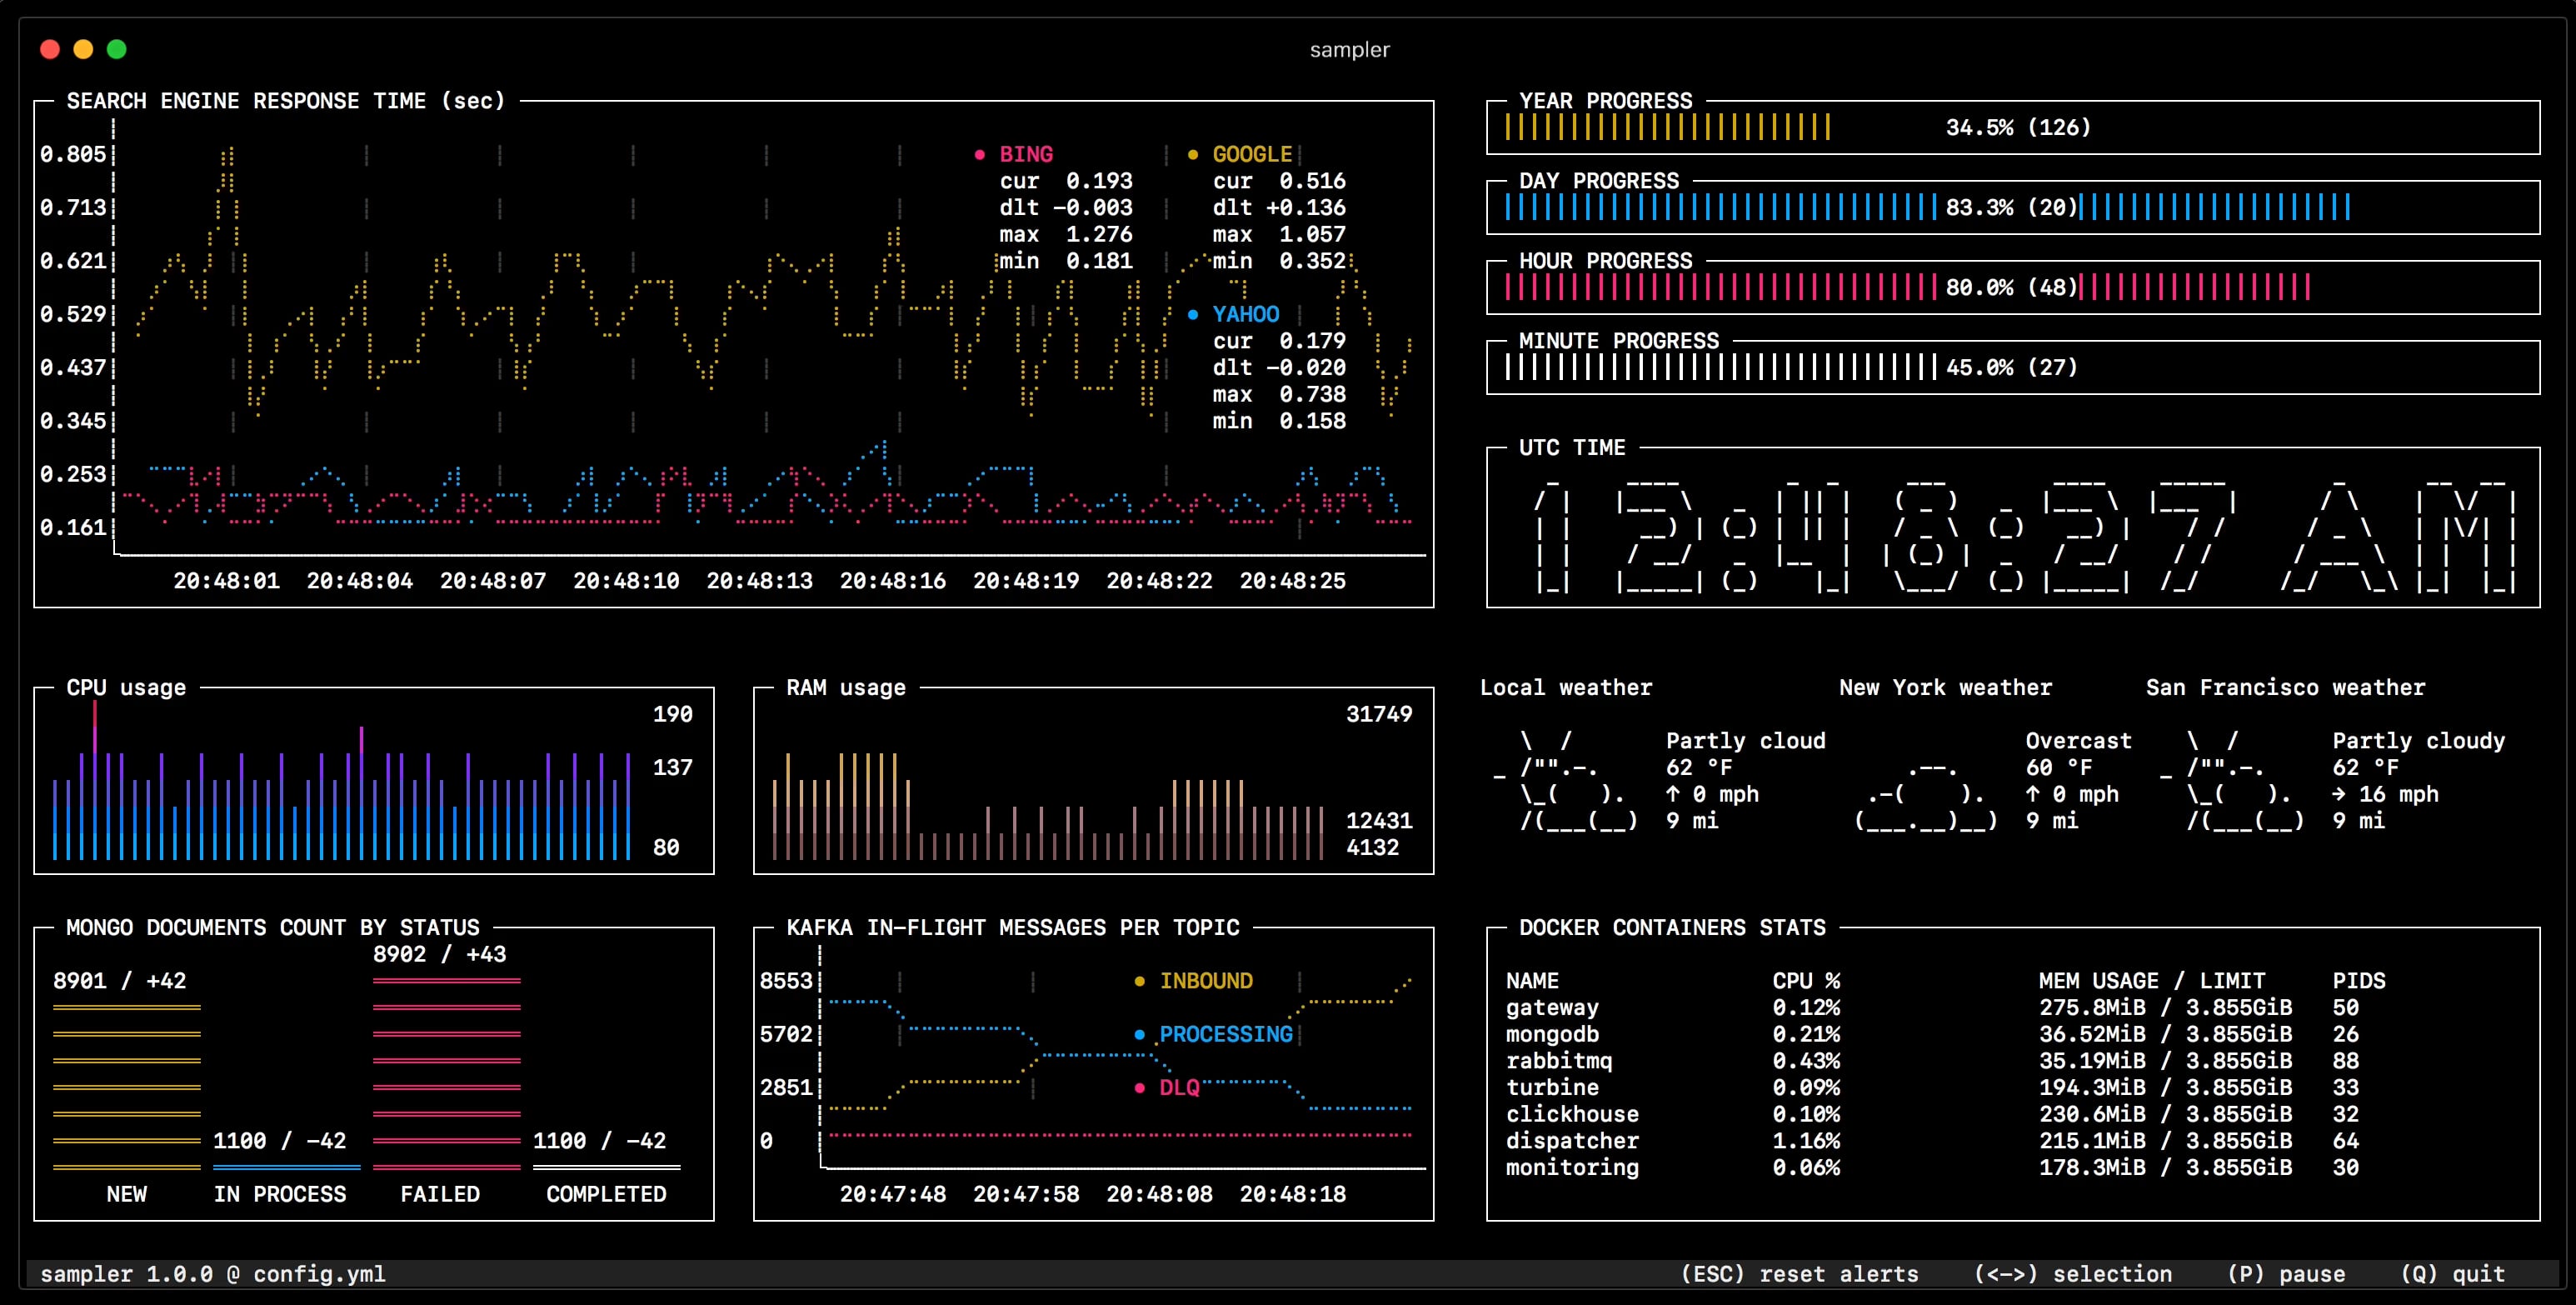 sampler
SEARCH ENGINE RESPONSE TIME (sec)
0.805
0.713
0.621
0.529
0.437
0.345
0.253
0.161
20:48:01 20:48:04 20:48:07 20:48:10 20:48:13 20:48:16 20:48:19 20:48:22 20:48:25
BING
cur 0.193
dlt -0.003
max 1.276
min 0.181
GOOGLE
cur 0.516
dlt +0.136
max 1.057
min 0.352
YAHOO
cur 0.179
dlt -0.020
max 0.738
min 0.158
YEAR PROGRESS
34.5% (126)
DAY PROGRESS
83.3% (20)
HOUR PROGRESS
80.0% (48)
MINUTE PROGRESS
45.0% (27)
UTC TIME
12:48:27 AM
CPU usage
190
137
80
RAM usage
31749
12431
4132
Local weather
Partly cloud
62 °F
↑ 0 mph
9 mi
New York weather
Overcast
60 °F
↑ 0 mph
9 mi
San Francisco weather
Partly cloudy
62 °F
→ 16 mph
9 mi
MONGO DOCUMENTS COUNT BY STATUS
8901 / +42
1100 / -42
8902 / +43
1100 / -42
NEW IN PROCESS FAILED COMPLETED
KAFKA IN-FLIGHT MESSAGES PER TOPIC
8553
5702
2851
0
INBOUND
PROCESSING
DLQ
20:47:48 20:47:58 20:48:08 20:48:18
DOCKER CONTAINERS STATS
NAME CPU % MEM USAGE / LIMIT PIDS
gateway 0.12% 275.8MiB / 3.855GiB 50
mongodb 0.21% 36.52MiB / 3.855GiB 26
rabbitmq 0.43% 35.19MiB / 3.855GiB 88
turbine 0.09% 194.3MiB / 3.855GiB 33
clickhouse 0.10% 230.6MiB / 3.855GiB 32
dispatcher 1.16% 215.1MiB / 3.855GiB 64
monitoring 0.06% 178.3MiB / 3.855GiB 30
sampler 1.0.0 @ config.yml
(ESC) reset alerts (<->) selection (P) pause (Q) quit